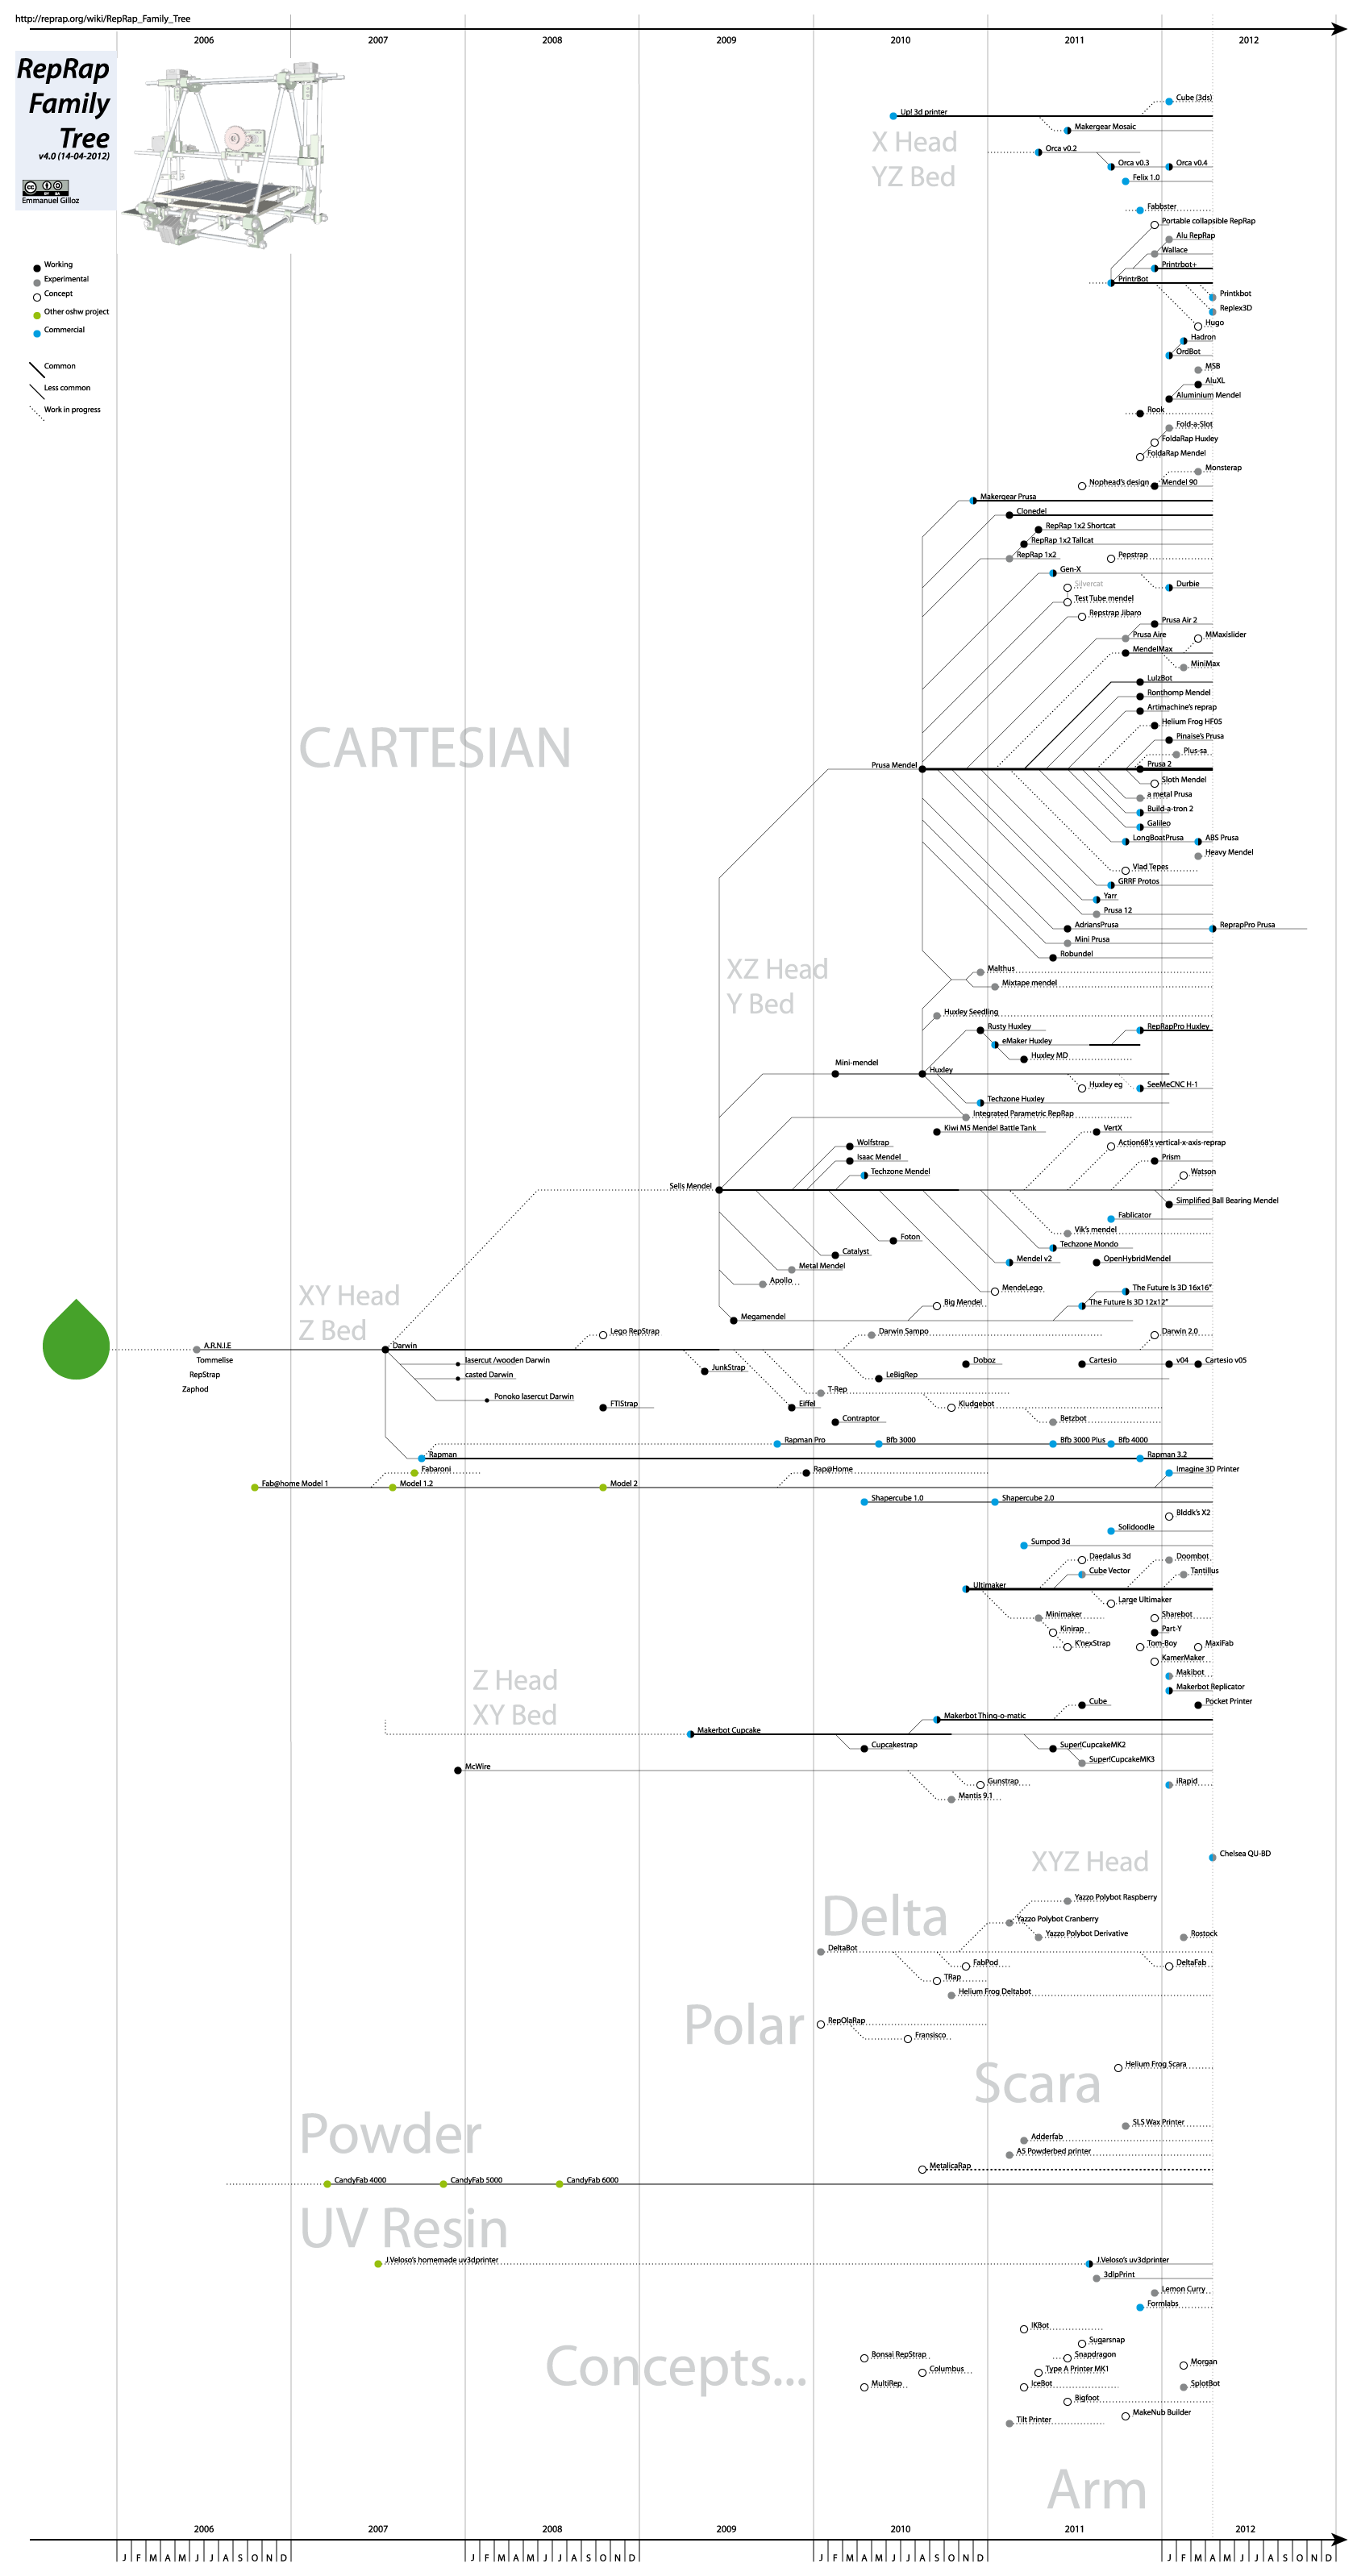 http://reprap.org/wiki/RepRap_Family_Tree
2006 2007 2008 2009 2010 2011 2012
RepRap
Family
Tree
v4.0 (14-04-2012)
cc
Emmanuel Gilloz
Working
Experimental
Concept
Other oshw project
Commercial
Common
Less common
Work in progress
Cube (3ds)
Up! 3d printer
Makergear Mosaic
X Head
YZ Bed
Orca v0.2
Orca v0.3 Orca v0.4
Felix 1.0
Fabbster
Portable collapsible RepRap
Alu RepRap
Wallace
Printrbot+
PrintrBot
Printkbot
Replex3D
Hugo
Hadron
OrdBot
MSB
AluXL
Aluminium Mendel
Rook
Fold-a-Slot
FoldaRap Huxley
FoldaRap Mendel
Monsterap
Nophead's design Mendel 90
Makergear Prusa
Clonedel
RepRap 1x2 Shortcat
RepRap 1x2 Tallcat
RepRap 1x2 Pepstrap
Gen-X
Silvercat Durbie
Test Tube mendel
Repstrap Jibaro
Prusa Air 2
Prusa Aire MMaxislider
MendelMax
MiniMax
LulzBot
Ronthomp Mendel
Artimachine's reprap
Helium Frog HF05
Pinaise's Prusa
Plus-sa
CARTESIAN
Prusa Mendel Prusa 2
Sloth Mendel
a metal Prusa
Build-a-tron 2
Galileo
LongBoatPrusa ABS Prusa
Heavy Mendel
Vlad Tepes
GRRF Protos
Yarr
Prusa 12
AdriansPrusa ReprapPro Prusa
Mini Prusa
Robundel
XZ Head
Y Bed
Malthus
Mixtape mendel
Huxley Seedling
Rusty Huxley RepRapPro Huxley
eMaker Huxley
Huxley MD
Mini-mendel Huxley
Huxley eg SeeMeCNC H-1
Techzone Huxley
Integrated Parametric RepRap
Kiwi M5 Mendel Battle Tank VertX
Wolfstrap Action68's vertical-x-axis-reprap
Isaac Mendel Prism
Techzone Mendel Watson
Sells Mendel
Simplified Ball Bearing Mendel
Fablicator
Vik's mendel
Foton Techzone Mondo
Catalyst Mendel v2 OpenHybridMendel
Metal Mendel
Apollo
MendeLego The Future Is 3D 16x16"
Big Mendel The Future Is 3D 12x12"
Megamendel
XY Head
Z Bed
Lego RepStrap Darwin Sampo Darwin 2.0
A.R.N.I.E Darwin
Tommelise lasercut /wooden Darwin Doboz Cartesio v04 Cartesio v05
RepStrap casted Darwin JunkStrap LeBigRep
Zaphod Ponoko lasercut Darwin T-Rep
FTIStrap Eiffel Kludgebot
Contraptor Betzbot
Rapman Pro Bfb 3000 Bfb 3000 Plus Bfb 4000
Rapman Rapman 3.2
Fabaroni Rap@Home Imagine 3D Printer
Fab@home Model 1 Model 1.2 Model 2
Shapercube 1.0 Shapercube 2.0
Blddk's X2
Solidoodle
Sumpod 3d
Daedalus 3d Doombot
Cube Vector Tantillus
Ultimaker
Large Ultimaker
Minimaker Sharebot
Kinirap Part-Y
K'nexStrap Tom-Boy MaxiFab
KamerMaker
Makibot
Makerbot Replicator
Z Head
XY Bed
Cube Pocket Printer
Makerbot Thing-o-matic
Makerbot Cupcake
Cupcakestrap Super!CupcakeMK2
Super!CupcakeMK3
McWire
Gunstrap iRapid
Mantis 9.1
XYZ Head
Chelsea QU-BD
Delta
Yazzo Polybot Raspberry
Yazzo Polybot Cranberry
Yazzo Polybot Derivative Rostock
DeltaBot
FabPod DeltaFab
TRap
Helium Frog Deltabot
Polar
RepOlaRap
Fransisco
Scara
Helium Frog Scara
Powder
SLS Wax Printer
Adderfab
A5 Powderbed printer
MetalicaRap
CandyFab 4000 CandyFab 5000 CandyFab 6000
UV Resin
J.Veloso's homemade uv3dprinter J.Veloso's uv3dprinter
3dlpPrint
Lemon Curry
Formlabs
Concepts...
IKBot
Sugarsnap
Bonsai RepStrap Snapdragon
Columbus Type A Printer MK1 Morgan
MultiRep IceBot SplotBot
Bigfoot
MakeNub Builder
Tilt Printer
Arm
2006 2007 2008 2009 2010 2011 2012
J F M A M J J A S O N D J F M A M J J A S O N D J F M A M J J A S O N D J F M A M J J A S O N D